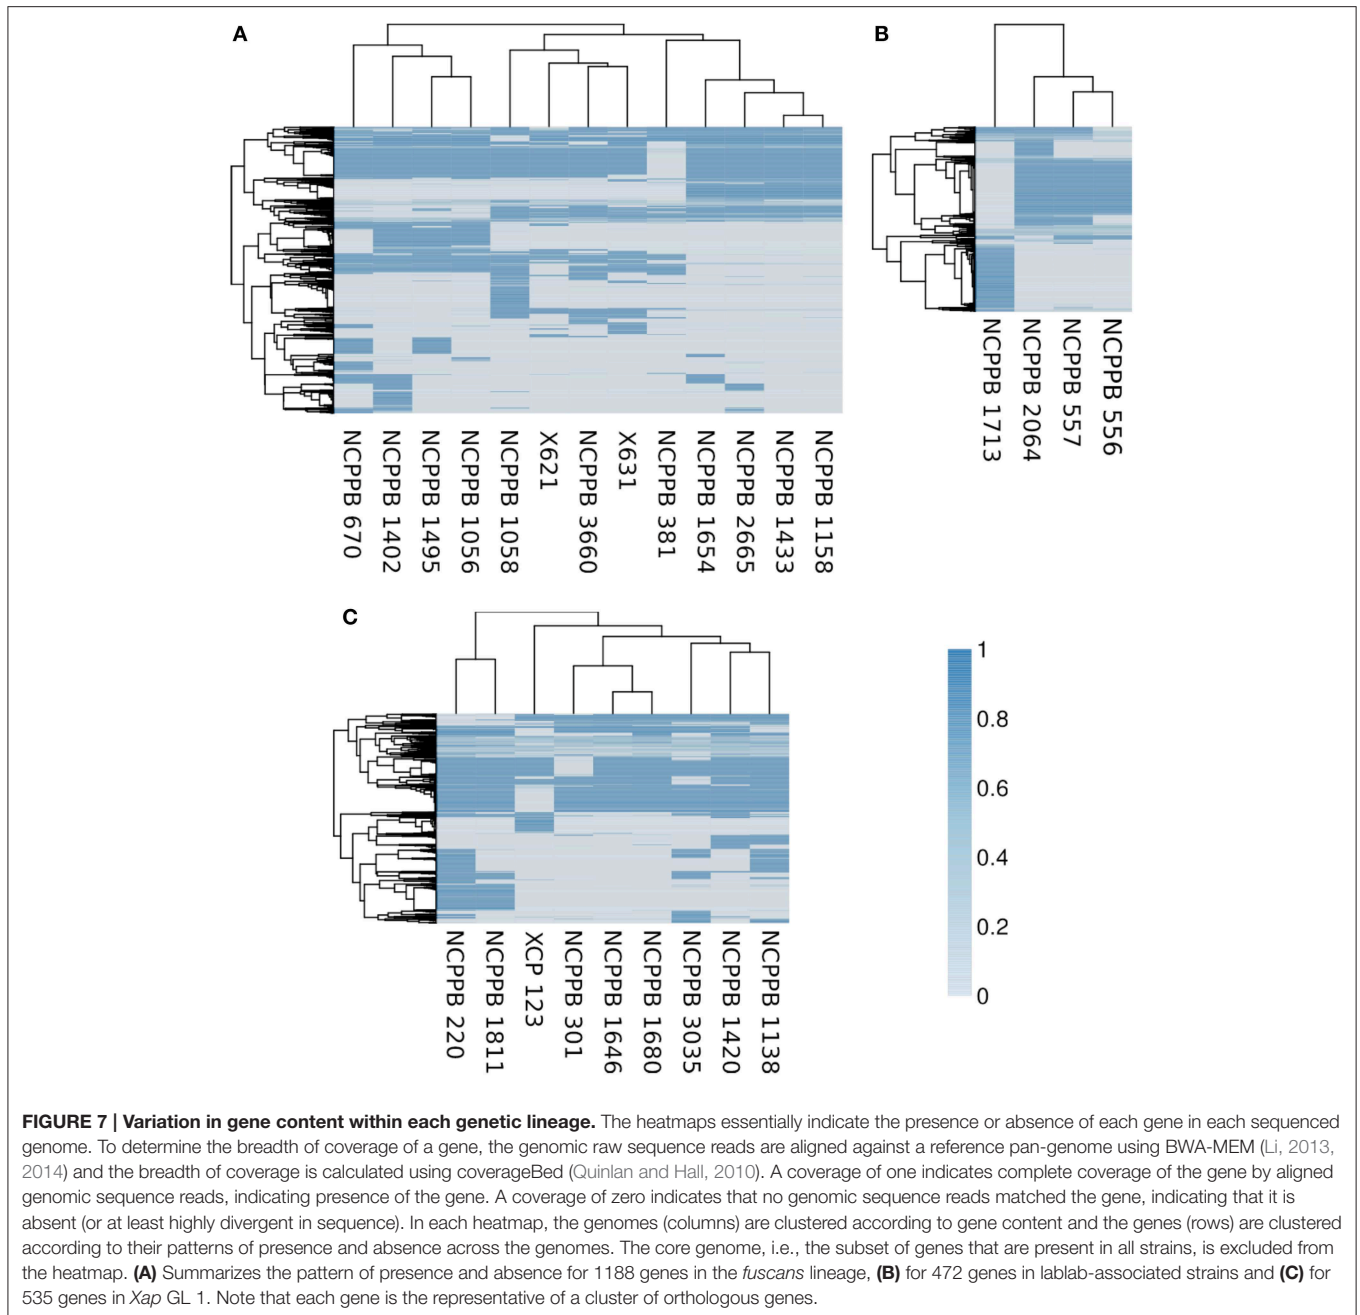 A
B
NCPPB 670
NCPPB 1402
NCPPB 1495
NCPPB 1056
NCPPB 1058
X621
NCPPB 3660
X631
NCPPB 381
NCPPB 1654
NCPPB 2665
NCPPB 1433
NCPPB 1158
NCPPB 1713
NCPPB 2064
NCPPB 557
NCPPB 556
C
NCPPB 220
NCPPB 1811
XCP 123
NCPPB 301
NCPPB 1646
NCPPB 1680
NCPPB 3035
NCPPB 1420
NCPPB 1138
1
0.8
0.6
0.4
0.2
0
FIGURE 7 | Variation in gene content within each genetic lineage. The heatmaps essentially indicate the presence or absence of each gene in each sequenced
genome. To determine the breadth of coverage of a gene, the genomic raw sequence reads are aligned against a reference pan-genome using BWA-MEM (Li, 2013,
2014) and the breadth of coverage is calculated using coverageBed (Quinlan and Hall, 2010). A coverage of one indicates complete coverage of the gene by aligned
genomic sequence reads, indicating presence of the gene. A coverage of zero indicates that no genomic sequence reads matched the gene, indicating that it is
absent (or at least highly divergent in sequence). In each heatmap, the genomes (columns) are clustered according to gene content and the genes (rows) are clustered
according to their patterns of presence and absence across the genomes. The core genome, i.e., the subset of genes that are present in all strains, is excluded from
the heatmap. (A) Summarizes the pattern of presence and absence for 1188 genes in the fuscans lineage, (B) for 472 genes in lablab-associated strains and (C) for
535 genes in Xap GL 1. Note that each gene is the representative of a cluster of orthologous genes.